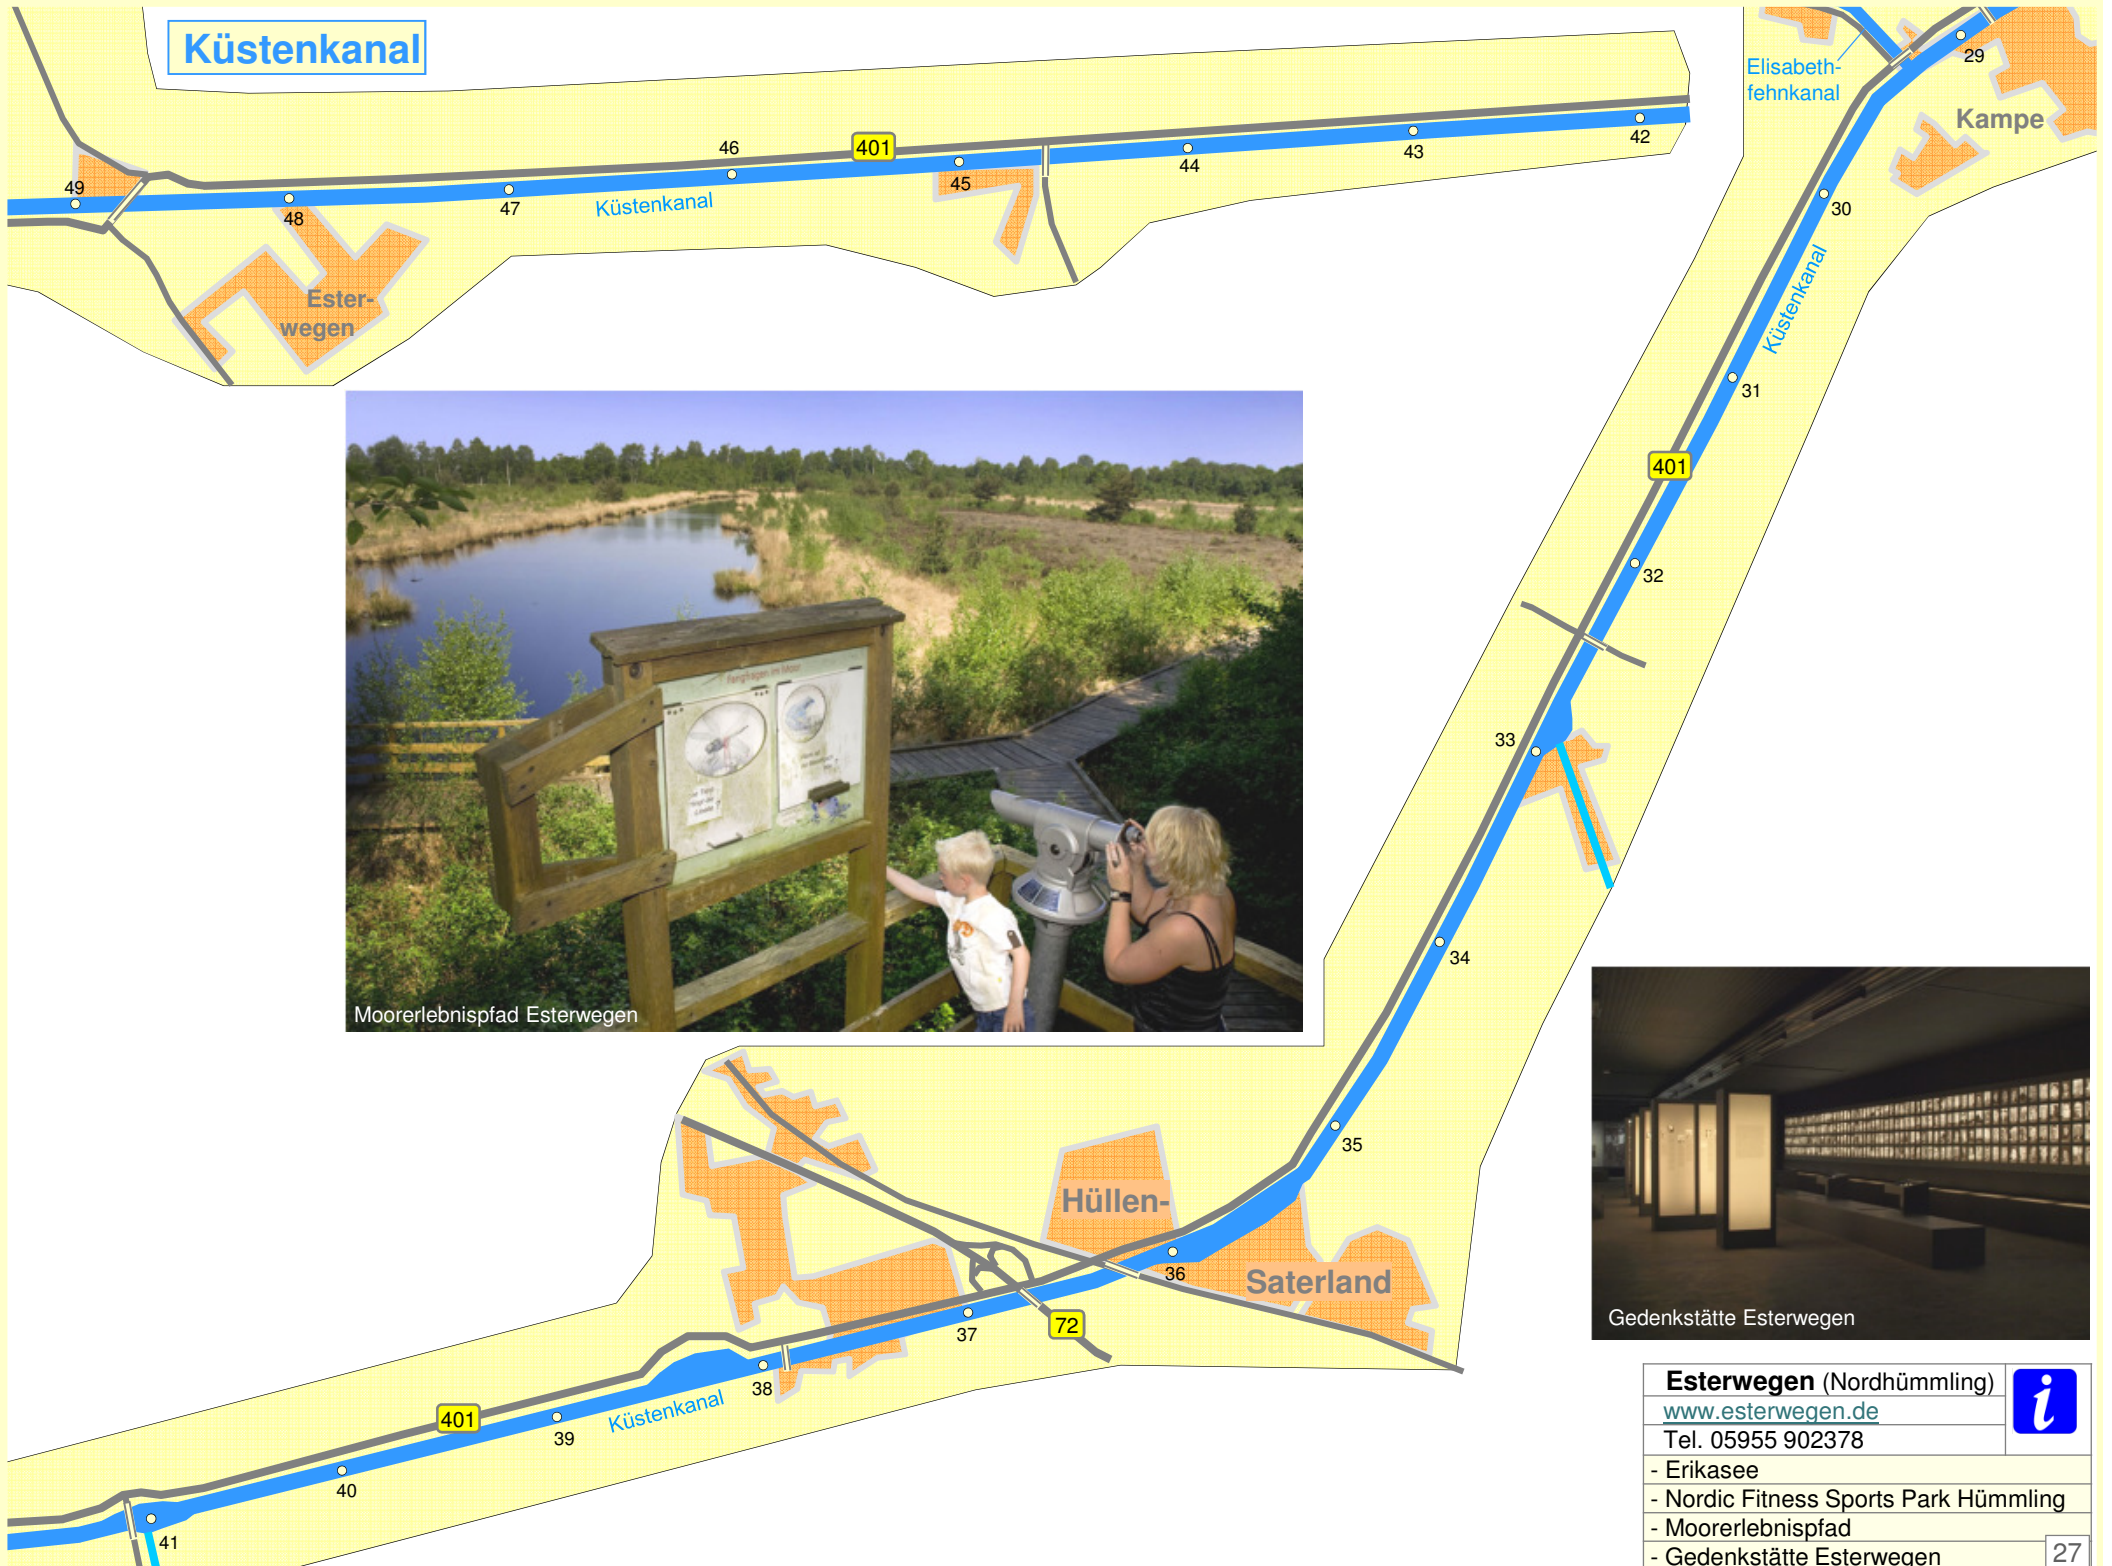 Küstenkanal
Elisabeth-
fehnkanal
29
Kampe
49
48
47
46
401
45
44
43
42
Küstenkanal
Ester-
wegen
30
Küstenkanal
31
401
32
33
34
35
Fanghagen im Moor
Moorerlebnispfad Esterwegen
Hüllen-
Saterland
36
37
72
38
Küstenkanal
39
401
40
41
Gedenkstätte Esterwegen
Esterwegen (Nordhümmling)
i
www.esterwegen.de
Tel. 05955 902378
- Erikasee
- Nordic Fitness Sports Park Hümmling
- Moorerlebnispfad
- Gedenkstätte Esterwegen
27